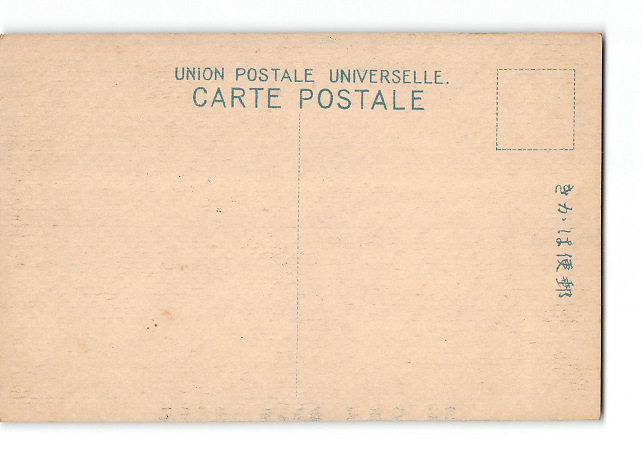 UNION POSTALE UNIVERSELLE.
CARTE POSTALE
きかは便郵